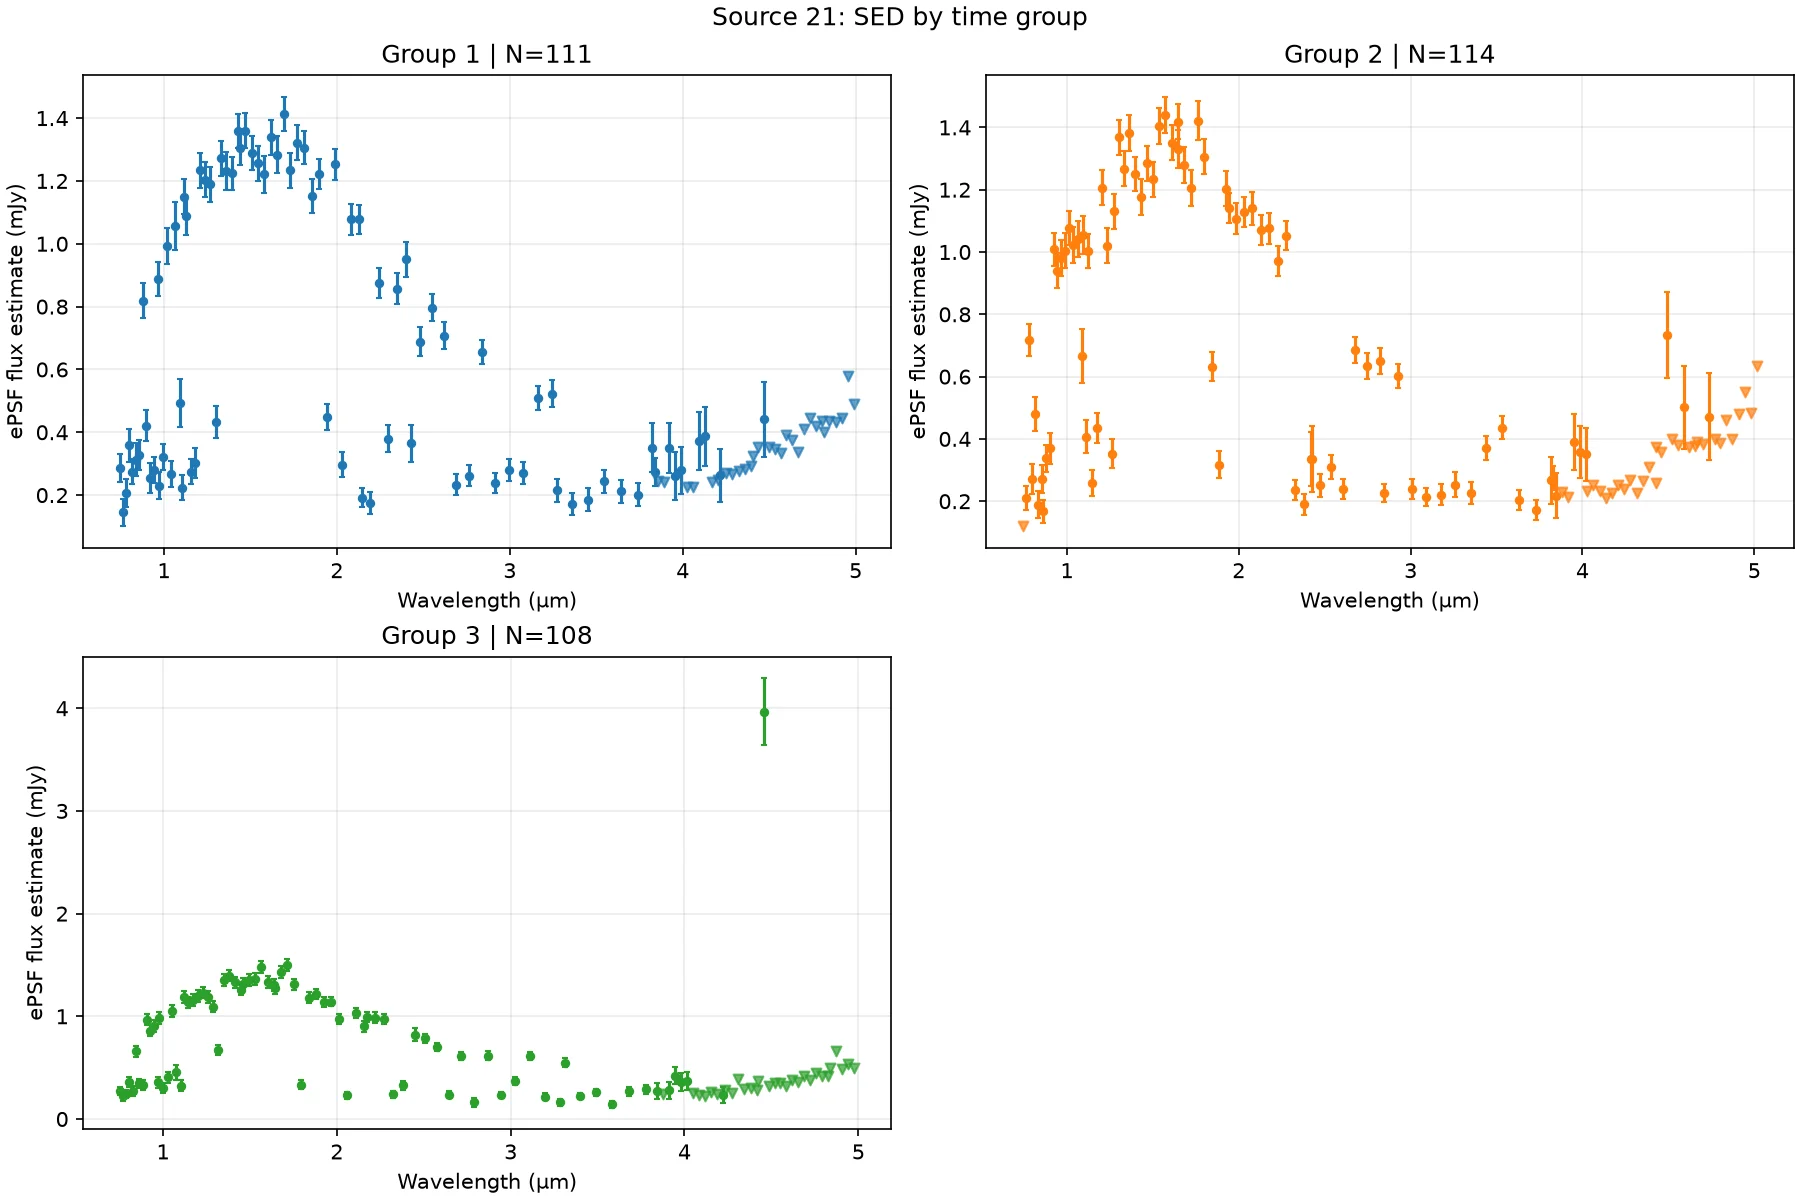 Source 21: SED by time group
Group 1 | N=111
ePSF flux estimate (mJy)
1.4
1.2
1.0
0.8
0.6
0.4
0.2
1 2 3 4 5
Wavelength (μm)
Group 2 | N=114
ePSF flux estimate (mJy)
1.4
1.2
1.0
0.8
0.6
0.4
0.2
1 2 3 4 5
Wavelength (μm)
Group 3 | N=108
ePSF flux estimate (mJy)
4
3
2
1
0
1 2 3 4 5
Wavelength (μm)